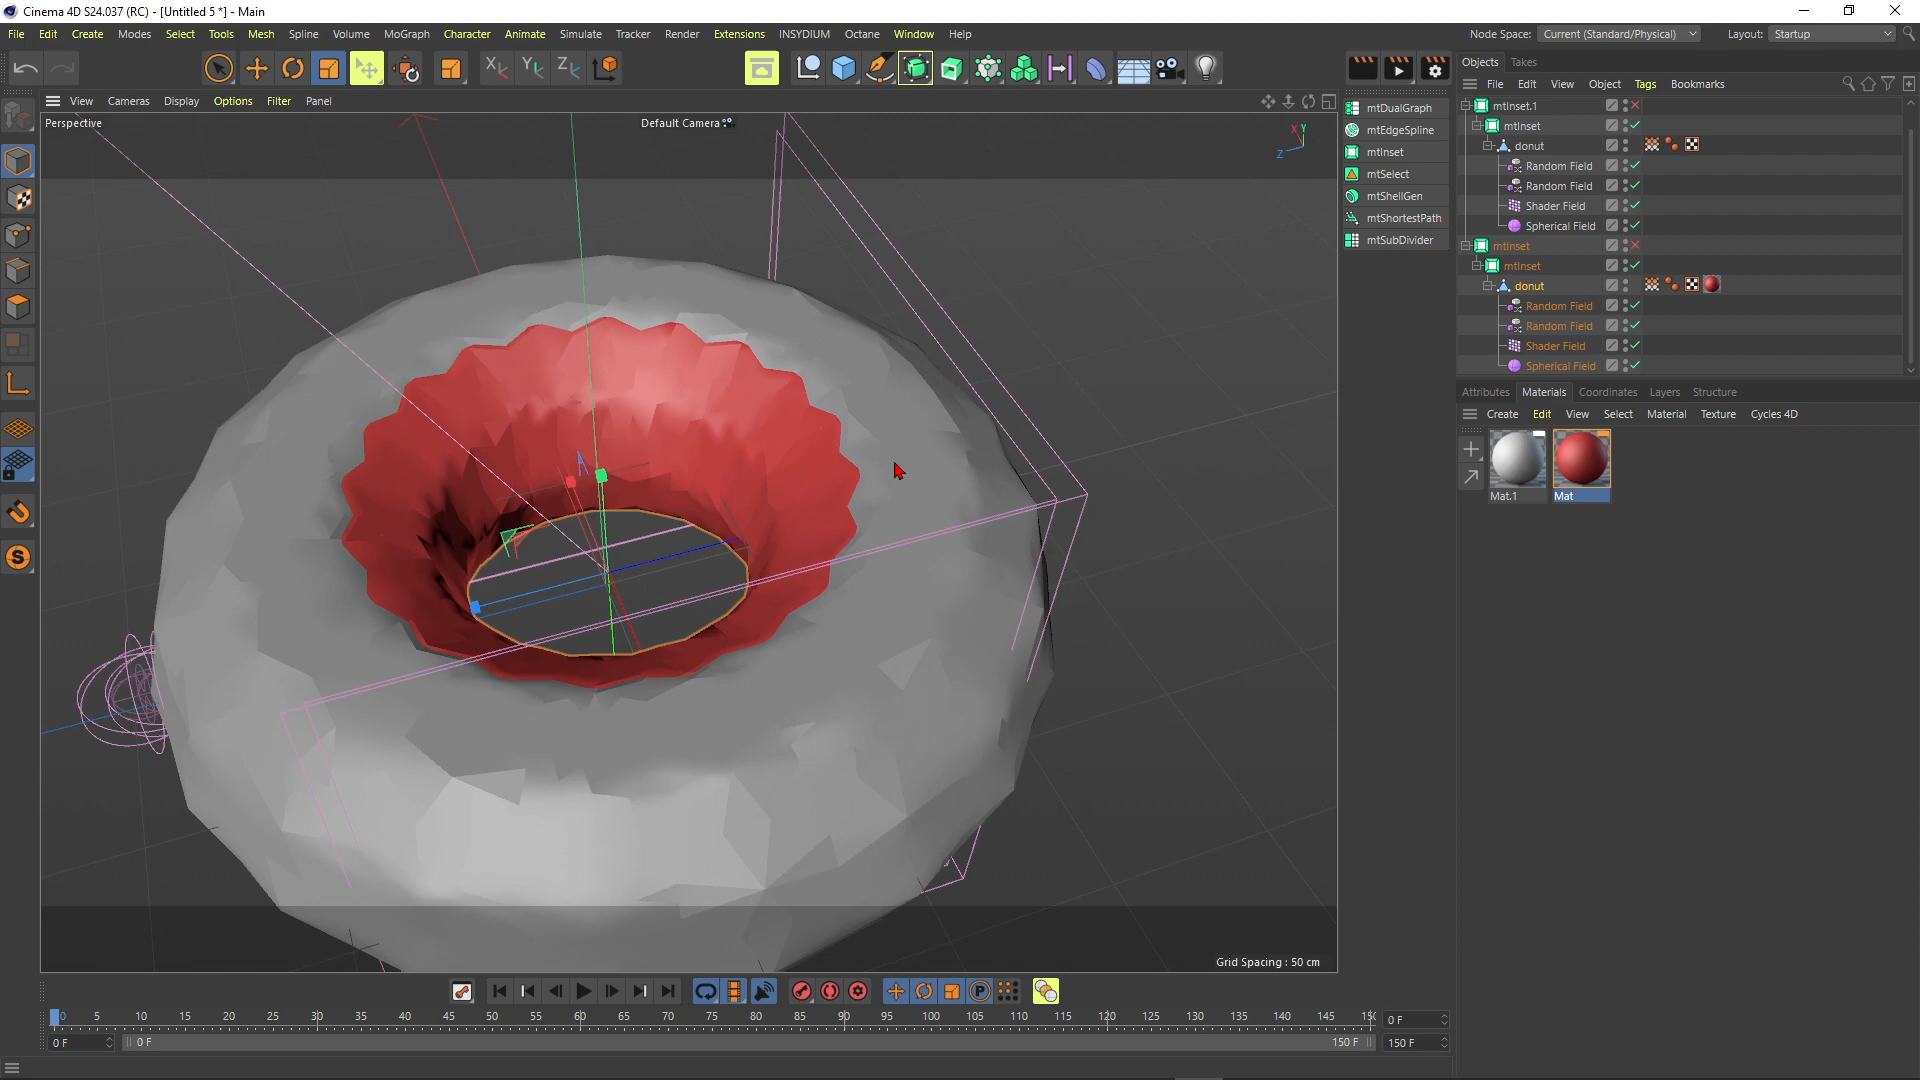 Cinema 4D S24.037 (RC) - [Untitled 5 *] - Main
File Edit Create Modes Select Tools Mesh Spline Volume MoGraph Character Animate Simulate Tracker Render Extensions INSYDIUM Octane Window Help
Node Space: Current (Standard/Physical)
Layout: Startup
X Y Z
Objects Takes
File Edit View Object Tags Bookmarks
View Cameras Display Options Filter Panel
Perspective
Default Camera
X Y Z
mtDualGraph
mtEdgeSpline
mtInset
mtSelect
mtShellGen
mtShortestPath
mtSubDivider
mtInset.1
mtInset
donut
Random Field
Random Field
Shader Field
Spherical Field
mtInset
mtInset
donut
Random Field
Random Field
Shader Field
Spherical Field
Attributes Materials Coordinates Layers Structure
Create Edit View Select Material Texture Cycles 4D
Mat.1 Mat
S
Grid Spacing : 50 cm
P
0 5 10 15 20 25 30 35 40 45 50 55 60 65 70 75 80 85 90 95 100 105 110 115 120 125 130 135 140 145
0 F
0 F
0 F
150 F
150 F